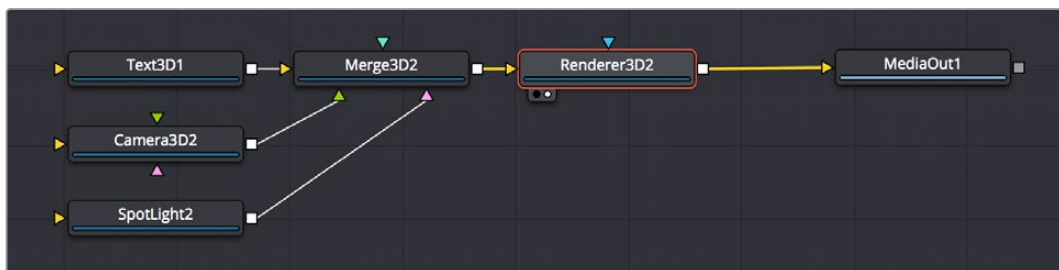 Text3D1
Merge3D2
Renderer3D2
MediaOut1
Camera3D2
SpotLight2